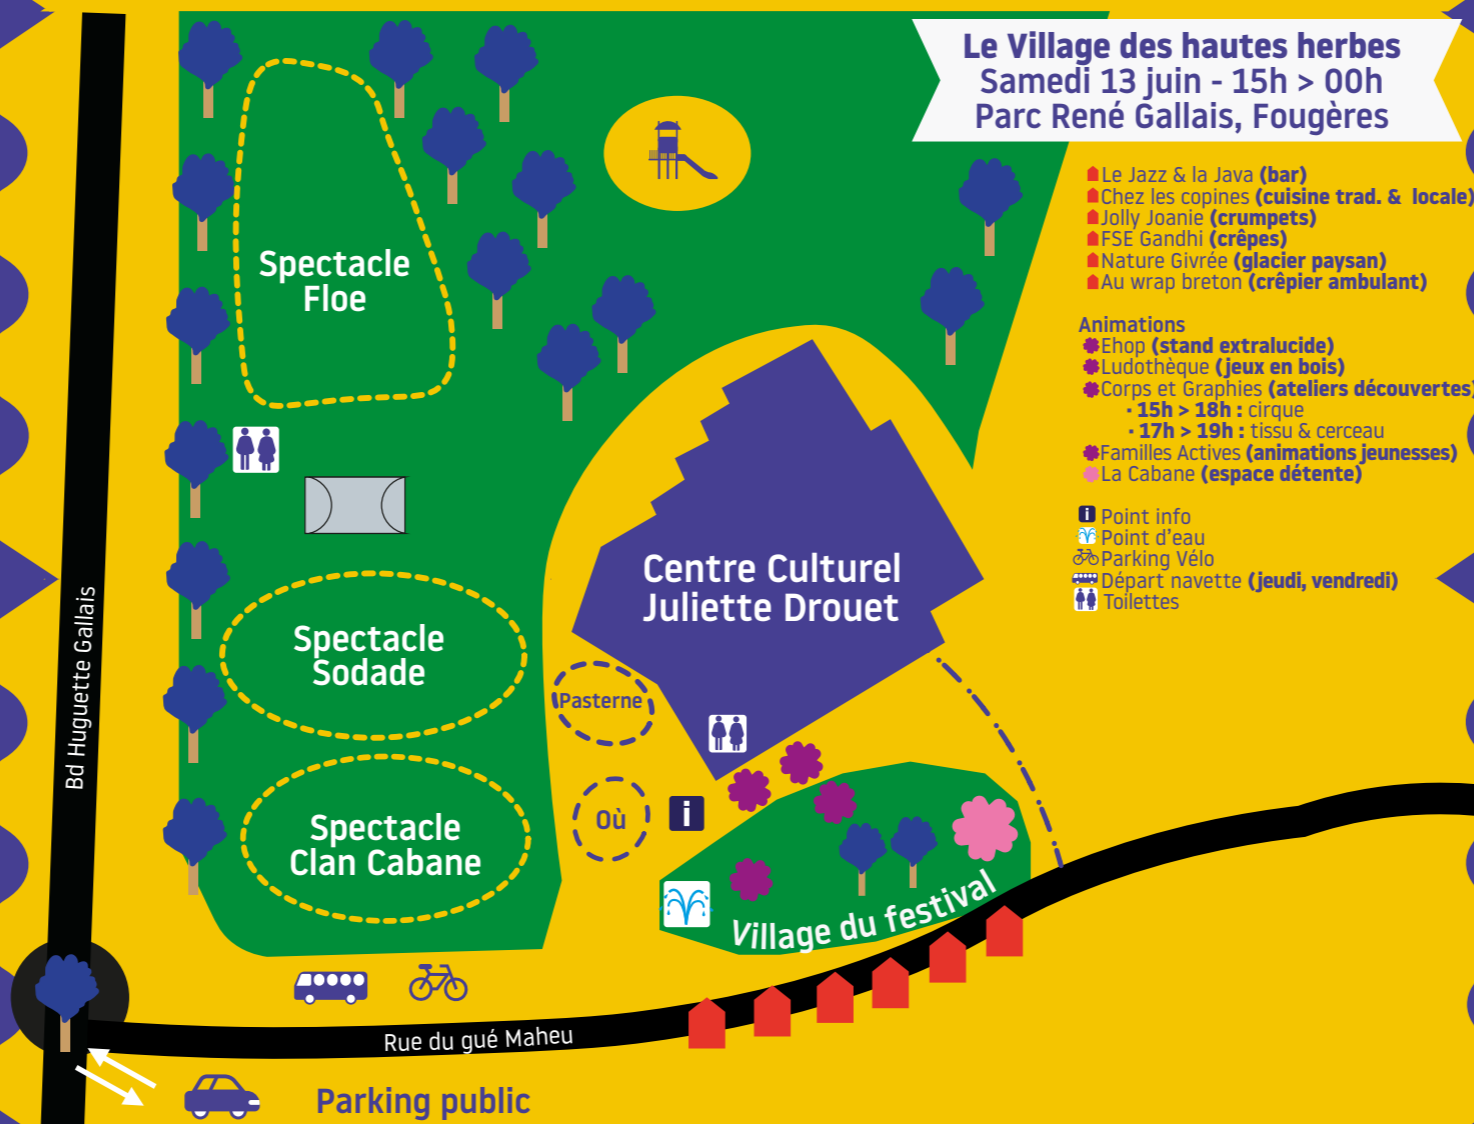 Le Village des hautes herbes
Samedi 13 juin - 15h > 00h
Parc René Gallais, Fougères
Le Jazz & la Java (bar)
Chez les copines (cuisine trad. & locale)
Jolly Joanie (crumpets)
FSE Gandhi (crêpes)
Nature Givrée (glacier paysan)
Au wrap breton (crêpier ambulant)
Animations
Ehop (stand extralucide)
Ludothèque (jeux en bois)
Corps et Graphies (ateliers découvertes)
· 15h > 18h : cirque
· 17h > 19h : tissu & cerceau
Familles Actives (animations jeunesses)
La Cabane (espace détente)
i Point info
Point d'eau
Parking Vélo
Départ navette (jeudi, vendredi)
Toilettes
Spectacle
Floe
Centre Culturel
Juliette Drouet
Spectacle
Sodade
Pasterne
Bd Huguette Gallais
Spectacle
Clan Cabane
Où
i
Village du festival
Rue du gué Maheu
Parking public